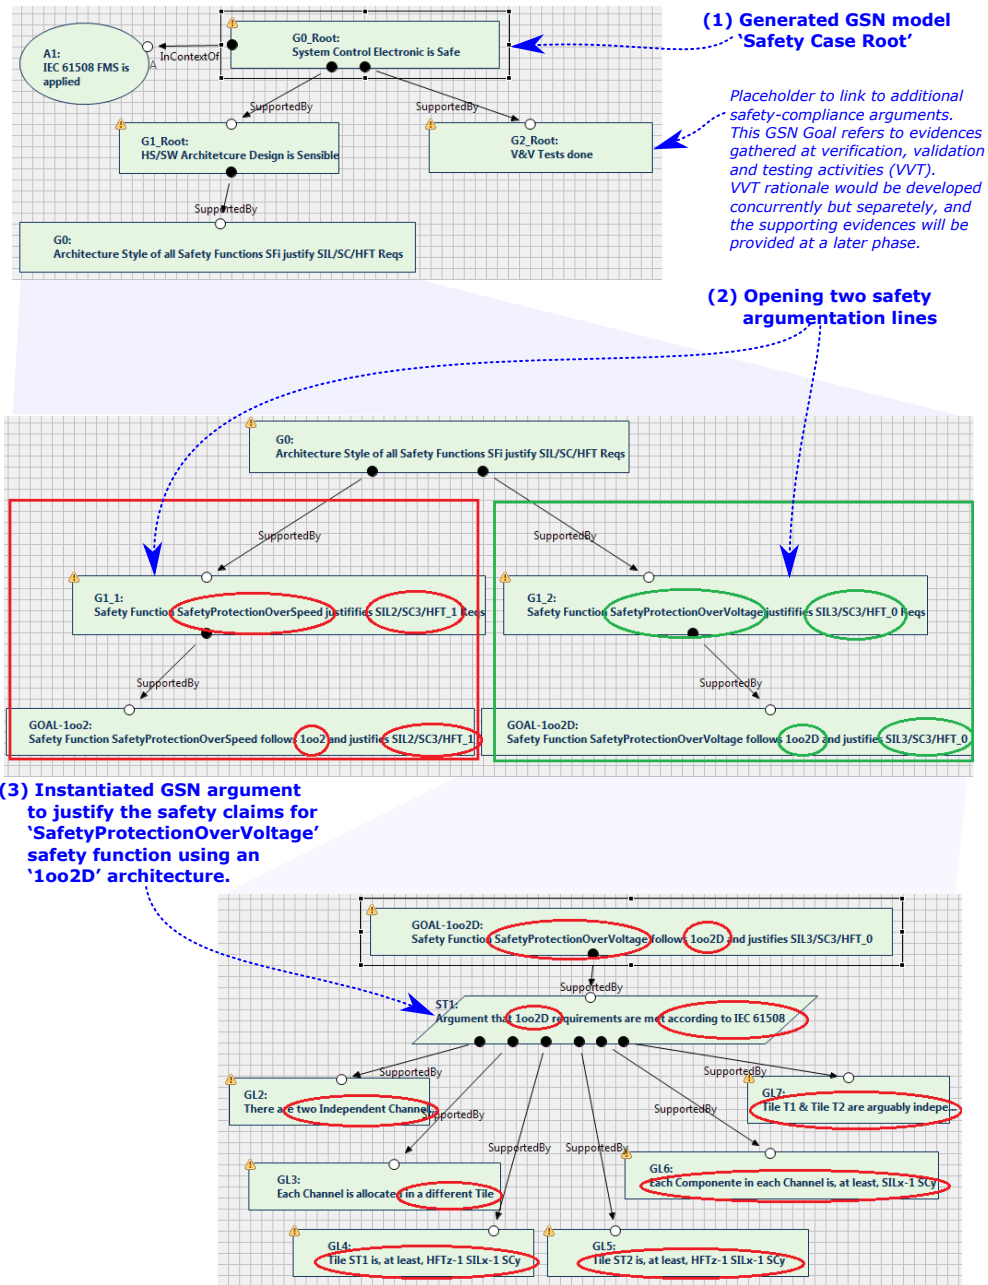 (1) Generated GSN model
‘Safety Case Root’
G0_Root:
System Control Electronic is Safe
A1:
IEC 61508 FMS is
applied
A
InContextOf
SupportedBy
SupportedBy
Placeholder to link to additional
safety-compliance arguments.
This GSN Goal refers to evidences
gathered at verification, validation
and testing activities (VVT).
VVT rationale would be developed
concurrently but separetely, and
the supporting evidences will be
provided at a later phase.
G1_Root:
HS/SW Architetcure Design is Sensible
G2_Root:
V&V Tests done
SupportedBy
G0:
Architecture Style of all Safety Functions SFi justify SIL/SC/HFT Reqs
(2) Opening two safety
argumentation lines
G0:
Architecture Style of all Safety Functions SFi justify SIL/SC/HFT Reqs
SupportedBy
SupportedBy
G1_1:
Safety Function SafetyProtectionOverSpeed justififies SIL2/SC3/HFT_1 Reqs
G1_2:
Safety Function SafetyProtectionOverVoltage justififies SIL3/SC3/HFT_0 Reqs
SupportedBy
SupportedBy
GOAL-1oo2:
Safety Function SafetyProtectionOverSpeed follows 1oo2 and justifies SIL2/SC3/HFT_1
GOAL-1oo2D:
Safety Function SafetyProtectionOverVoltage follows 1oo2D and justifies SIL3/SC3/HFT_0
(3) Instantiated GSN argument
to justify the safety claims for
‘SafetyProtectionOverVoltage’
safety function using an
‘1oo2D’ architecture.
GOAL-1oo2D:
Safety Function SafetyProtectionOverVoltage follows 1oo2D and justifies SIL3/SC3/HFT_0
SupportedBy
ST1:
Argument that 1oo2D requirements are met according to IEC 61508
SupportedBy
SupportedBy
SupportedBy
SupportedBy
SupportedBy
SupportedBy
GL2:
There are two Independent Channel...
GL7:
Tile T1 & Tile T2 are arguably indepe...
GL3:
Each Channel is allocated in a different Tile
GL6:
Each Componente in each Channel is, at least, SILx-1 SCy
GL4:
Tile ST1 is, at least, HFTz-1 SILx-1 SCy
GL5:
Tile ST2 is, at least, HFTz-1 SILx-1 SCy